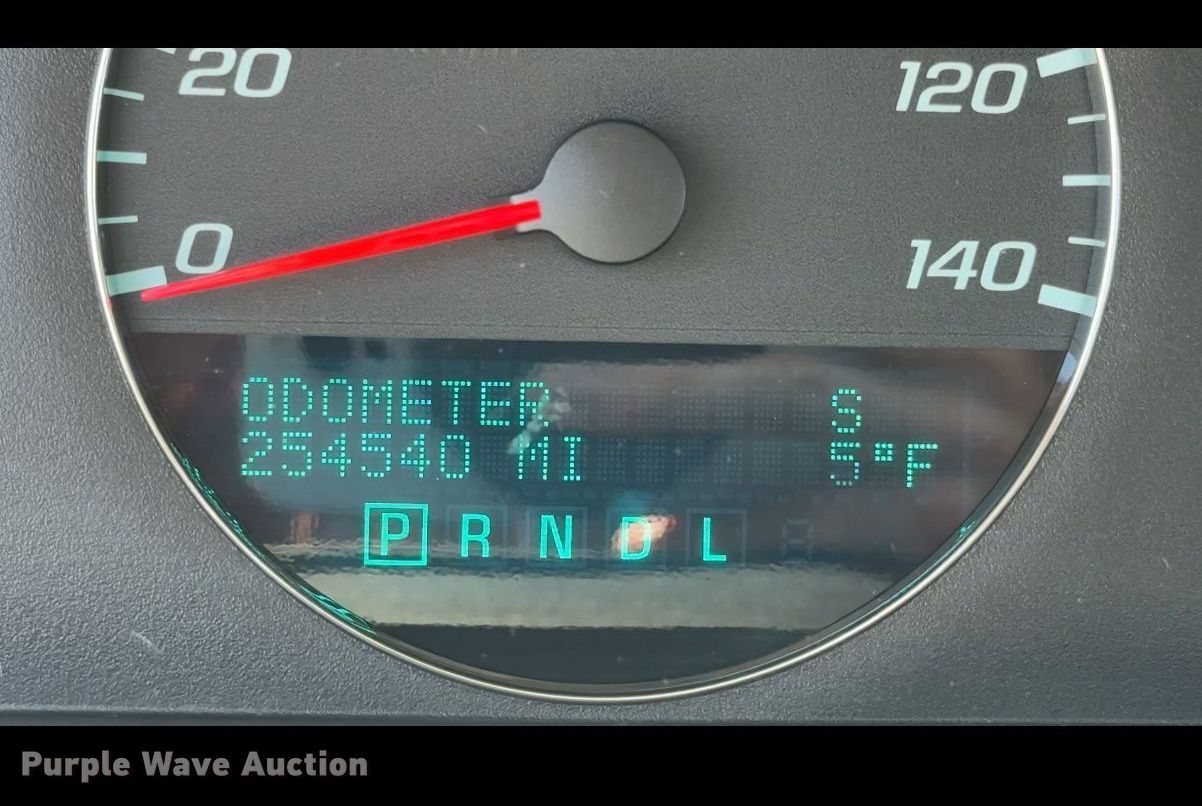 20 120
0 140
ODOMETER S
254540 MI 5°F
P R N D L
Purple Wave Auction